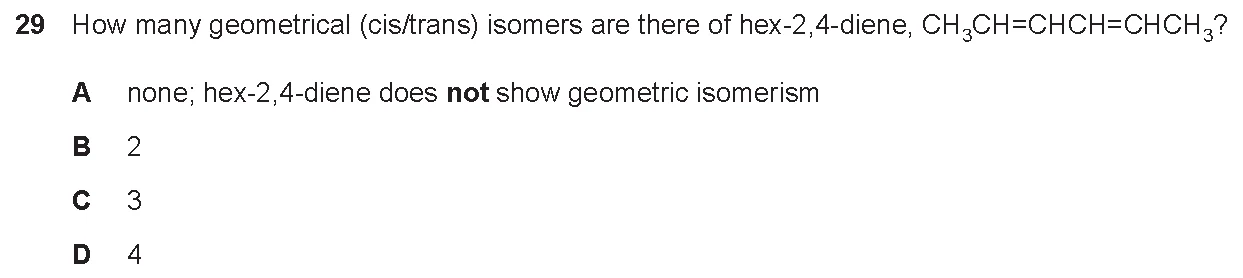 29 How many geometrical (cis/trans) isomers are there of hex-2,4-diene, CH₃CH=CHCH=CHCH₃?
A none; hex-2,4-diene does not show geometric isomerism
B 2
C 3
D 4